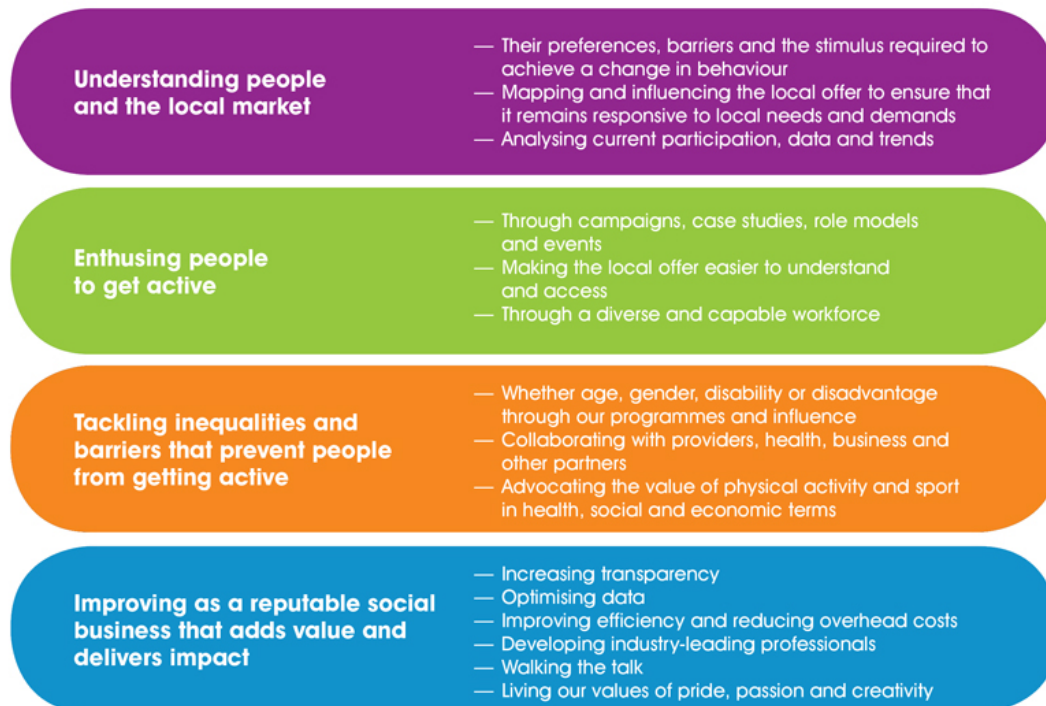 Understanding people
and the local market
— Their preferences, barriers and the stimulus required to
achieve a change in behaviour
— Mapping and influencing the local offer to ensure that
it remains responsive to local needs and demands
— Analysing current participation, data and trends
Enthusing people
to get active
— Through campaigns, case studies, role models
and events
— Making the local offer easier to understand
and access
— Through a diverse and capable workforce
Tackling inequalities and
barriers that prevent people
from getting active
— Whether age, gender, disability or disadvantage
through our programmes and influence
— Collaborating with providers, health, business and
other partners
— Advocating the value of physical activity and sport
in health, social and economic terms
Improving as a reputable social
business that adds value and
delivers impact
— Increasing transparency
— Optimising data
— Improving efficiency and reducing overhead costs
— Developing industry-leading professionals
— Walking the talk
— Living our values of pride, passion and creativity